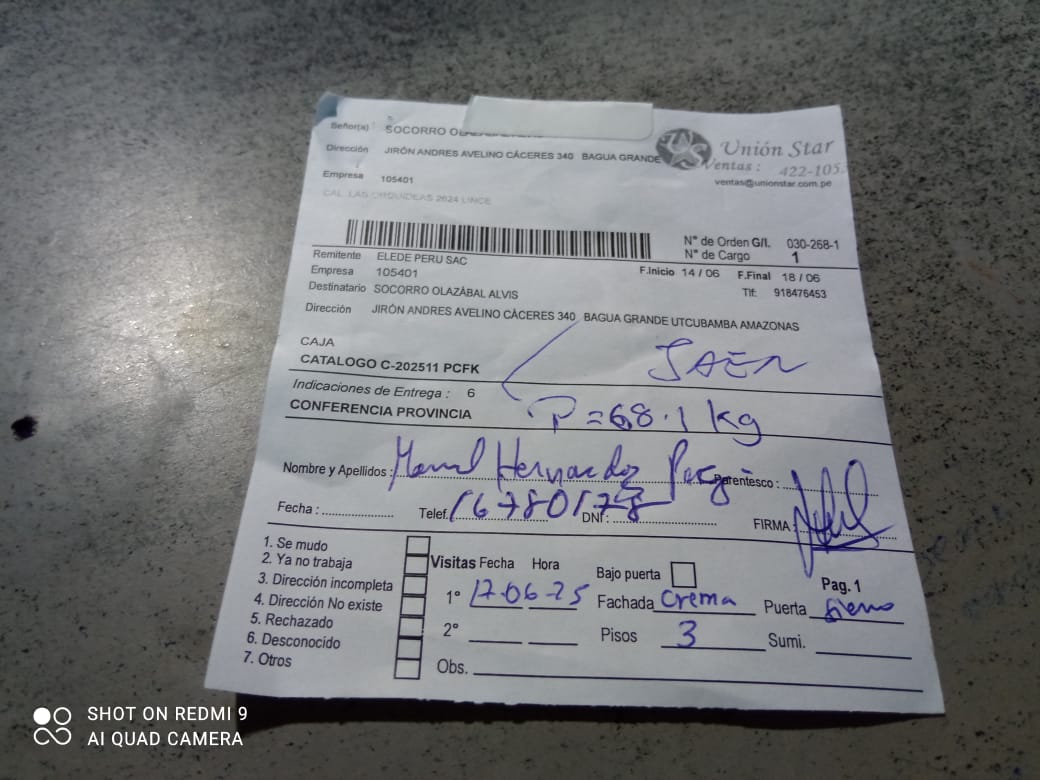 Señor(a) SOCORRO
Dirección JIRÓN ANDRES AVELINO CÁCERES 340 BAGUA GRANDE
Empresa 105401
CAL. LAS ORQUIDEAS 2624 LINCE
Unión Star
Ventas : 422-105
ventas@unionstar.com.pe
N° de Orden G/I. 030-268-1
N° de Cargo 1
Remitente ELEDE PERU SAC
Empresa 105401
F.Inicio 14 / 06 F.Final 18 / 06
Destinatario SOCORRO OLAZÁBAL ALVIS
Tlf: 918476453
Dirección JIRÓN ANDRES AVELINO CÁCERES 340 BAGUA GRANDE UTCUBAMBA AMAZONAS
CAJA
JAEN
CATALOGO C-202511 PCFK
Indicaciones de Entrega : 6
P = 68.1 kg
CONFERENCIA PROVINCIA
Nombre y Apellidos : Manuel Hernandez Parentesco :
Fecha : Telef. 16780178 DNI : FIRMA :
1. Se mudo
2. Ya no trabaja
3. Dirección incompleta
4. Dirección No existe
5. Rechazado
6. Desconocido
7. Otros
Visitas Fecha Hora Bajo puerta Pag. 1
1° 17-06-25 Fachada Crema Puerta
2° Pisos 3 Sumi.
Obs.
SHOT ON REDMI 9
AI QUAD CAMERA